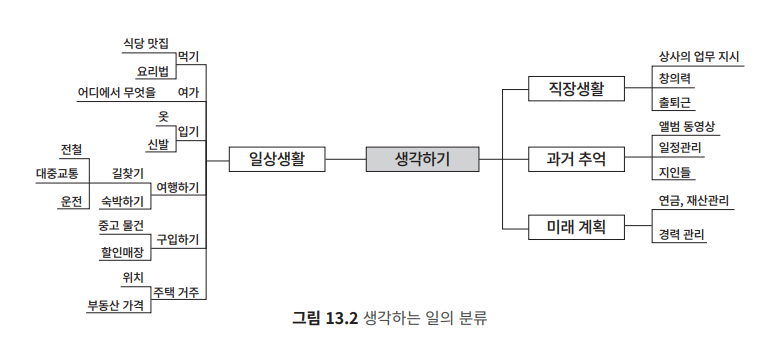 식당 맛집
먹기
요리법
어디에서 무엇을
여가
옷
입기
신발
전철
대중교통
길찾기
운전
여행하기
숙박하기
중고 물건
구입하기
할인매장
위치
주택 거주
부동산 가격
일상생활
생각하기
직장생활
상사의 업무 지시
창의력
출퇴근
과거 추억
앨범 동영상
일정관리
지인들
미래 계획
연금, 재산관리
경력 관리
그림 13.2 생각하는 일의 분류